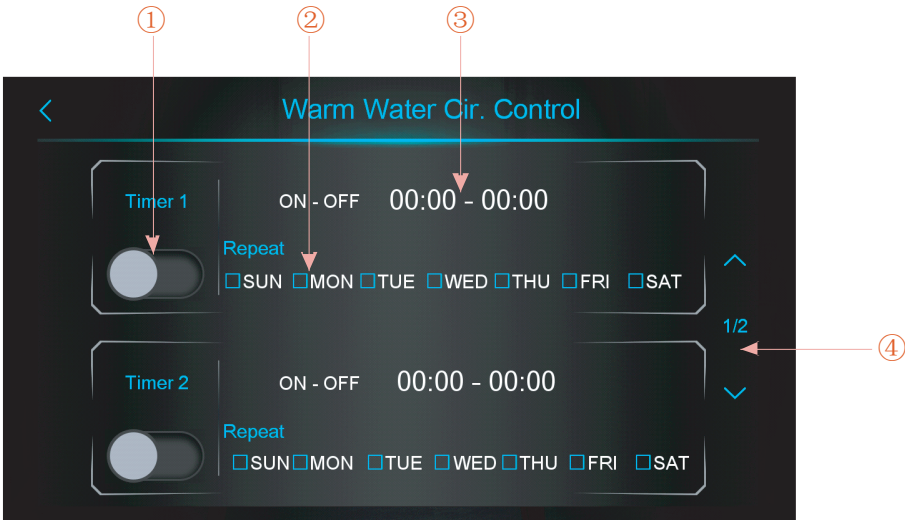 ① ② ③
Warm Water Cir. Control
Timer 1 ON - OFF 00:00 - 00:00
Repeat
SUN MON TUE WED THU FRI SAT
1/2
④
Timer 2 ON - OFF 00:00 - 00:00
Repeat
SUN MON TUE WED THU FRI SAT